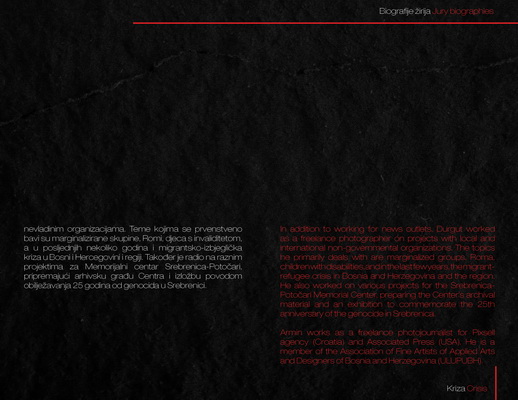 Biografije žirija Jury biographies
nevladinim organizacijama. Teme kojima se prvenstveno
bavi su marginalizirane skupine, Romi, djeca s invaliditetom,
a u posljednjih nekoliko godina i migrantsko-izbjeglička
kriza u Bosni i Hercegovini i regiji. Također je radio na raznim
projektima za Memorijalni centar Srebrenica-Potočari,
pripremajući arhivsku građu Centra i izložbu povodom
obilježavanja 25 godina od genocida u Srebrenici.
In addition to working for news outlets, Durgut worked
as a freelance photographer on projects with local and
international non-governmental organizations. The topics
he primarily deals with are marginalized groups, Roma,
children with disabilities, and in the last few years, the migrant-
refugee crisis in Bosnia and Herzegovina and the region.
He also worked on various projects for the Srebrenica-
Potočari Memorial Center, preparing the Center's archival
material and an exhibition to commemorate the 25th
anniversary of the genocide in Srebrenica.
Armin works as a freelance photojournalist for Pixsell
agency (Croatia) and Associated Press (USA). He is a
member of the Association of Fine Artists of Applied Arts
and Designers of Bosnia and Herzegovina (ULUPUBIH).
Kriza Crisis